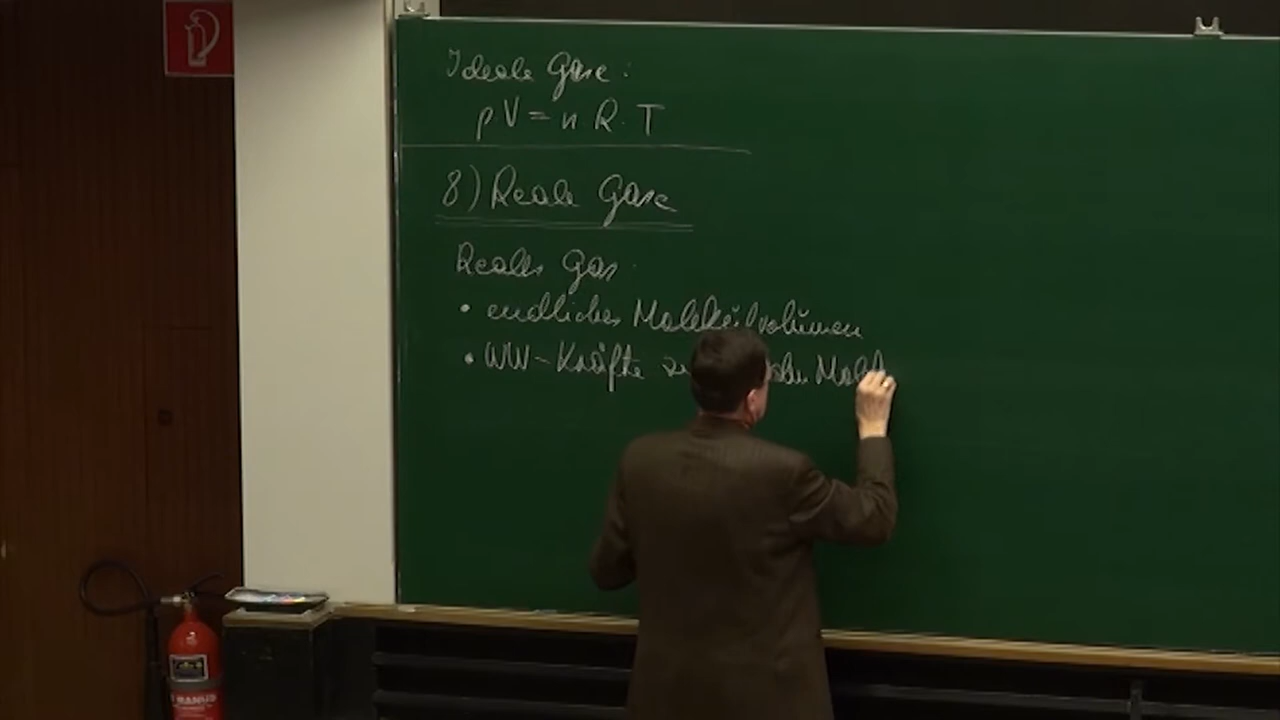 Ideale Gase:
pV = n R · T
8) Reale Gase
Reales Gas:
• endliches Molekülvolumen
• WW-Kräfte